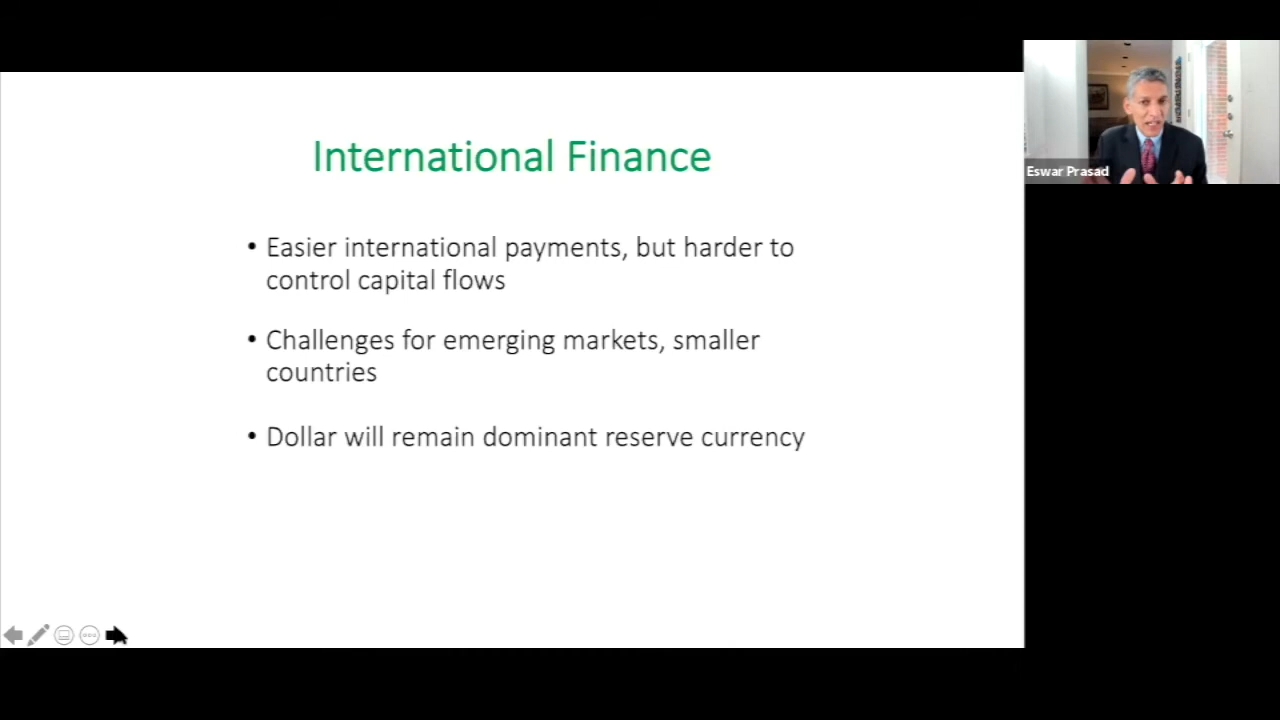 International Finance
• Easier international payments, but harder to
control capital flows
• Challenges for emerging markets, smaller
countries
• Dollar will remain dominant reserve currency
Eswar Prasad